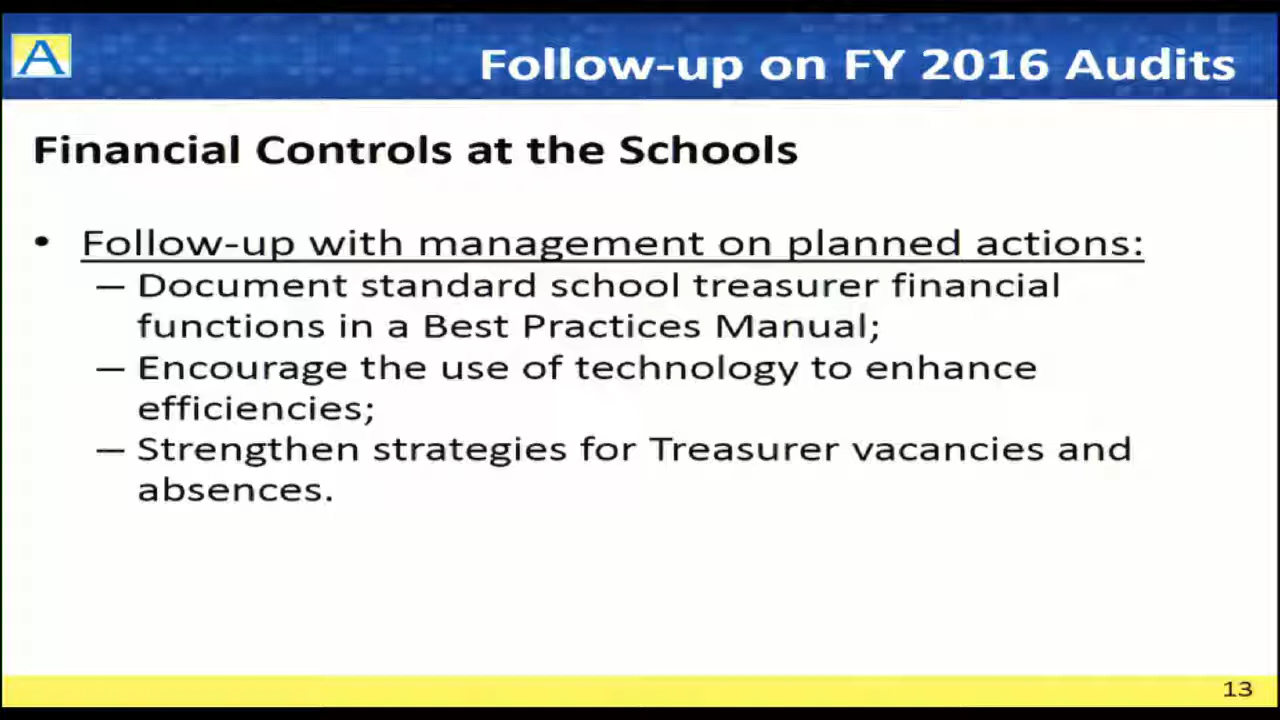 A
Follow-up on FY 2016 Audits
Financial Controls at the Schools
• Follow-up with management on planned actions:
— Document standard school treasurer financial
functions in a Best Practices Manual;
— Encourage the use of technology to enhance
efficiencies;
— Strengthen strategies for Treasurer vacancies and
absences.
13